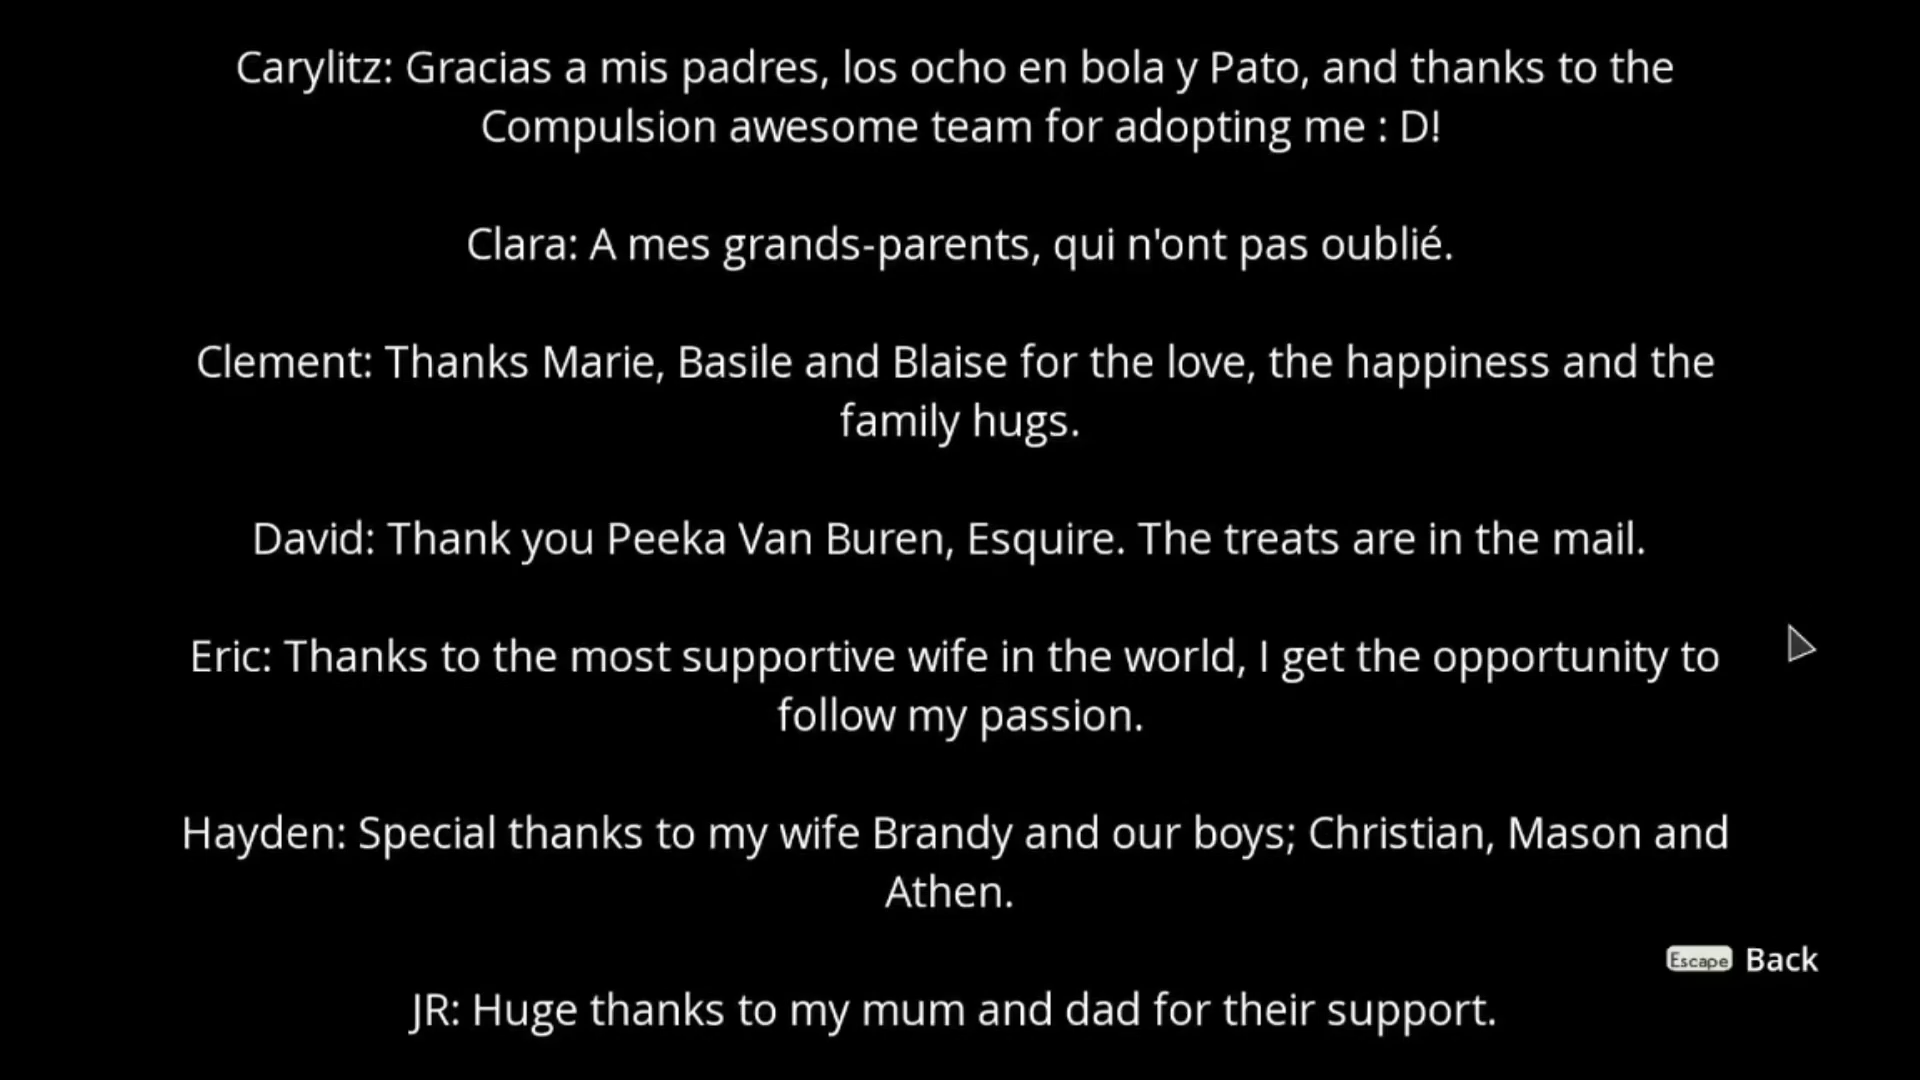 Carylitz: Gracias a mis padres, los ocho en bola y Pato, and thanks to the
Compulsion awesome team for adopting me : D!
Clara: A mes grands-parents, qui n'ont pas oublié.
Clement: Thanks Marie, Basile and Blaise for the love, the happiness and the
family hugs.
David: Thank you Peeka Van Buren, Esquire. The treats are in the mail.
Eric: Thanks to the most supportive wife in the world, I get the opportunity to
follow my passion.
Hayden: Special thanks to my wife Brandy and our boys; Christian, Mason and
Athen.
Escape Back
JR: Huge thanks to my mum and dad for their support.